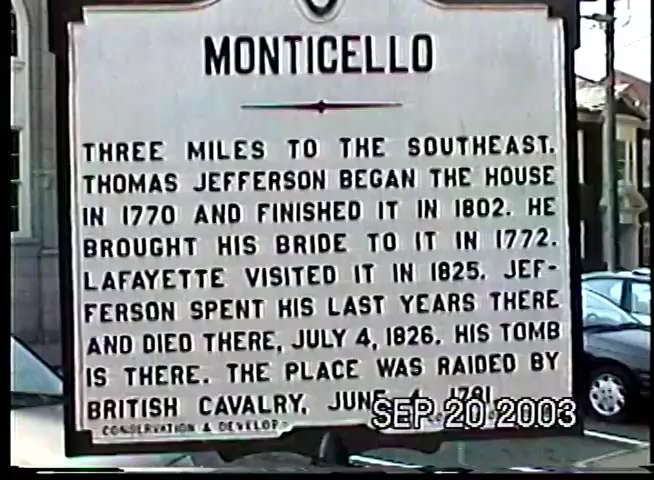 MONTICELLO
THREE MILES TO THE SOUTHEAST.
THOMAS JEFFERSON BEGAN THE HOUSE
IN 1770 AND FINISHED IT IN 1802. HE
BROUGHT HIS BRIDE TO IT IN 1772.
LAFAYETTE VISITED IT IN 1825. JEF-
FERSON SPENT HIS LAST YEARS THERE
AND DIED THERE, JULY 4, 1826. HIS TOMB
IS THERE. THE PLACE WAS RAIDED BY
BRITISH CAVALRY, JUNE 4, 1781.
CONSERVATION & DEVELOP
SEP 20 2003